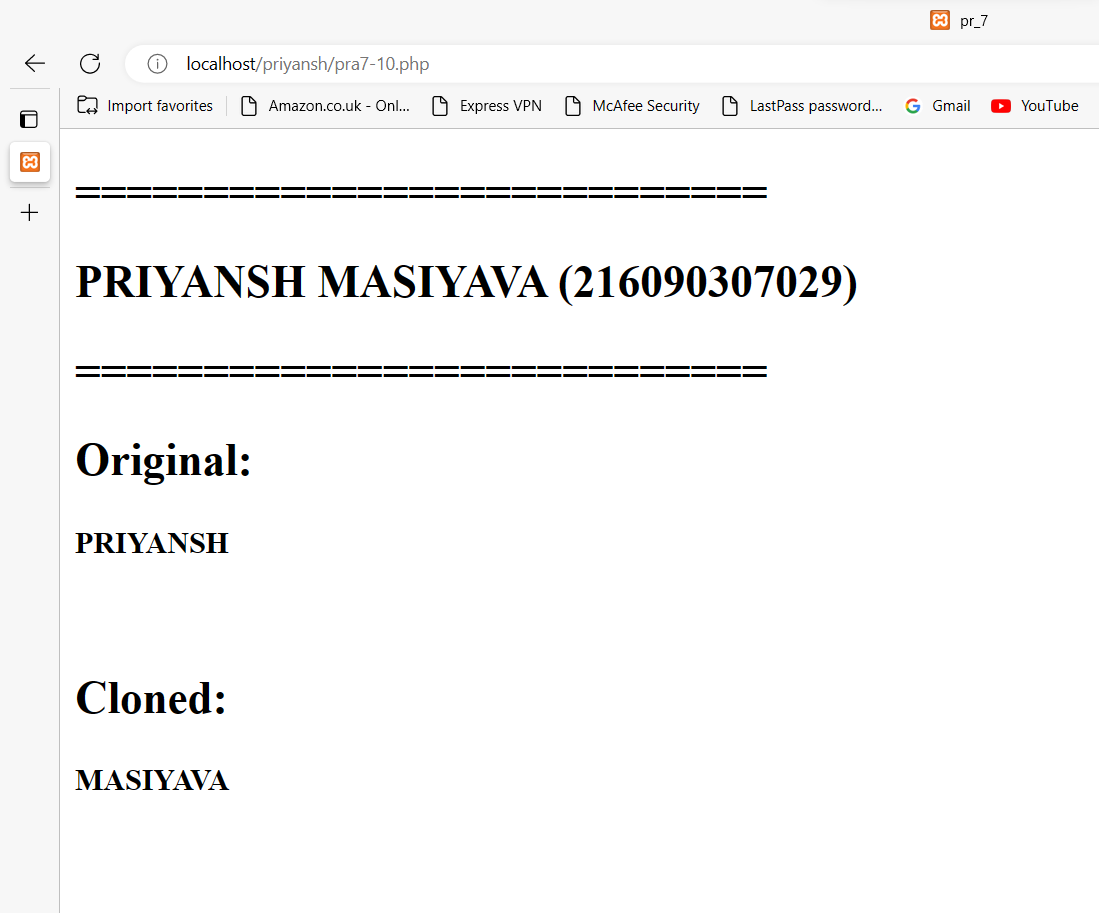 pr_7
localhost/priyansh/pra7-10.php
Import favorites Amazon.co.uk - Onl... Express VPN McAfee Security LastPass password... Gmail YouTube
===========================
PRIYANSH MASIYAVA (216090307029)
===========================
Original:
PRIYANSH
Cloned:
MASIYAVA